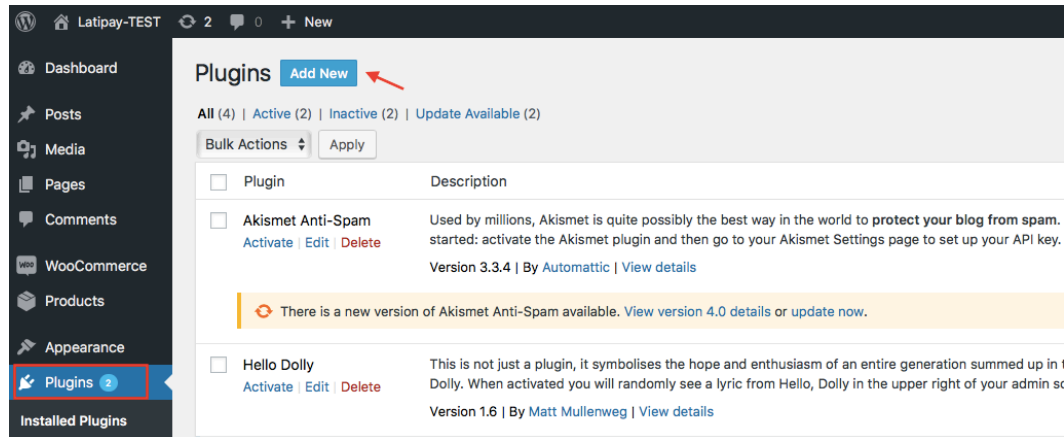 Latipay-TEST 2 0 + New
Dashboard
Posts
Media
Pages
Comments
WooCommerce
Products
Appearance
Plugins 2
Installed Plugins
Plugins Add New
All (4) | Active (2) | Inactive (2) | Update Available (2)
Bulk Actions Apply
Plugin Description
Akismet Anti-Spam
Activate | Edit | Delete
Used by millions, Akismet is quite possibly the best way in the world to protect your blog from spam.
started: activate the Akismet plugin and then go to your Akismet Settings page to set up your API key.
Version 3.3.4 | By Automattic | View details
There is a new version of Akismet Anti-Spam available. View version 4.0 details or update now.
Hello Dolly
Activate | Edit | Delete
This is not just a plugin, it symbolises the hope and enthusiasm of an entire generation summed up in
Dolly. When activated you will randomly see a lyric from Hello, Dolly in the upper right of your admin
Version 1.6 | By Matt Mullenweg | View details